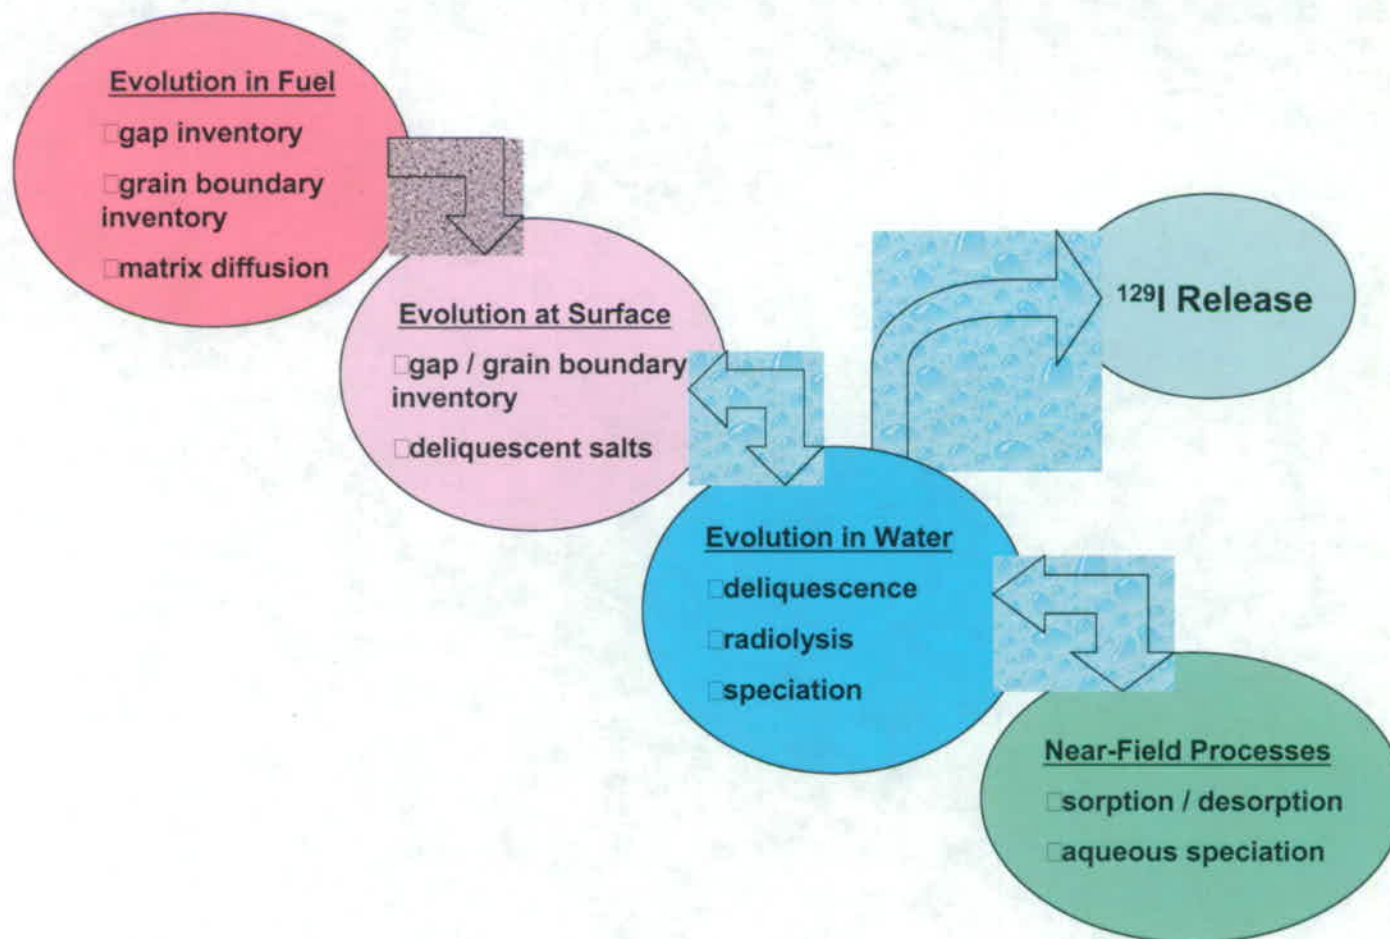 Evolution in Fuel
□gap inventory
□grain boundary
inventory
□matrix diffusion
Evolution at Surface
□gap / grain boundary
inventory
□deliquescent salts
¹²⁹I Release
Evolution in Water
□deliquescence
□radiolysis
□speciation
Near-Field Processes
□sorption / desorption
□aqueous speciation